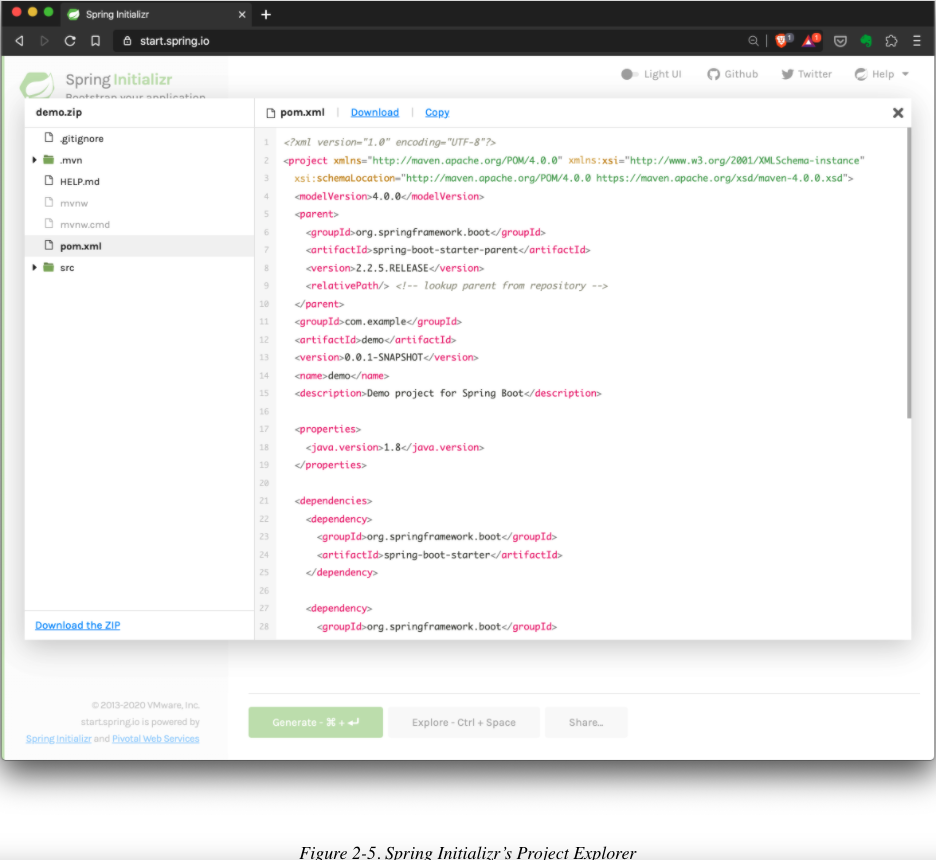 Spring Initializr
start.spring.io
1
Spring Initializr
Light UI
Github
Twitter
Help
Bootstrap your application
demo.zip
pom.xml
Download
Copy
.gitignore
.mvn
HELP.md
mvnw
mvnw.cmd
pom.xml
src
Download the ZIP
1 <?xml version="1.0" encoding="UTF-8"?>
2 <project xmlns="http://maven.apache.org/POM/4.0.0" xmlns:xsi="http://www.w3.org/2001/XMLSchema-instance"
3 xsi:schemaLocation="http://maven.apache.org/POM/4.0.0 https://maven.apache.org/xsd/maven-4.0.0.xsd">
4 <modelVersion>4.0.0</modelVersion>
5 <parent>
6 <groupId>org.springframework.boot</groupId>
7 <artifactId>spring-boot-starter-parent</artifactId>
8 <version>2.2.5.RELEASE</version>
9 <relativePath/> <!-- lookup parent from repository -->
10 </parent>
11 <groupId>com.example</groupId>
12 <artifactId>demo</artifactId>
13 <version>0.0.1-SNAPSHOT</version>
14 <name>demo</name>
15 <description>Demo project for Spring Boot</description>
16
17 <properties>
18 <java.version>1.8</java.version>
19 </properties>
20
21 <dependencies>
22 <dependency>
23 <groupId>org.springframework.boot</groupId>
24 <artifactId>spring-boot-starter</artifactId>
25 </dependency>
26
27 <dependency>
28 <groupId>org.springframework.boot</groupId>
© 2013-2020 VMware, Inc.
start.spring.io is powered by
Spring Initializr and Pivotal Web Services
Generate - ⌘ + ↵
Explore - Ctrl + Space
Share...
Figure 2-5. Spring Initializr's Project Explorer